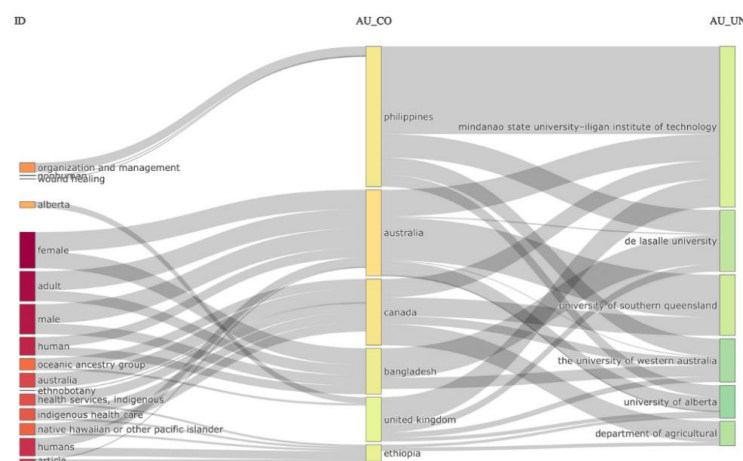 ID
AU_CO
AU_UN
philippines
mindanao state university-iligan institute of technology
organization and management
nonhuman
wound healing
alberta
female
australia
de lasalle university
adult
male
canada
university of southern queensland
human
oceanic ancestry group
bangladesh
the university of western australia
australia
ethnobotany
health services, indigenous
university of alberta
indigenous health care
united kingdom
native hawaiian or other pacific islander
department of agricultural
humans
ethiopia
article